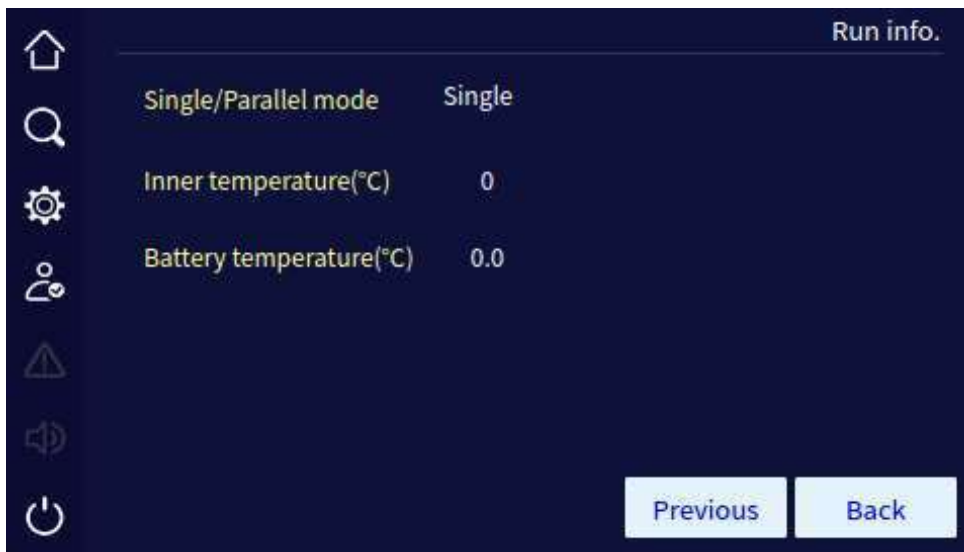 Run info.
Single/Parallel mode Single
Inner temperature(°C) 0
Battery temperature(°C) 0.0
Previous Back